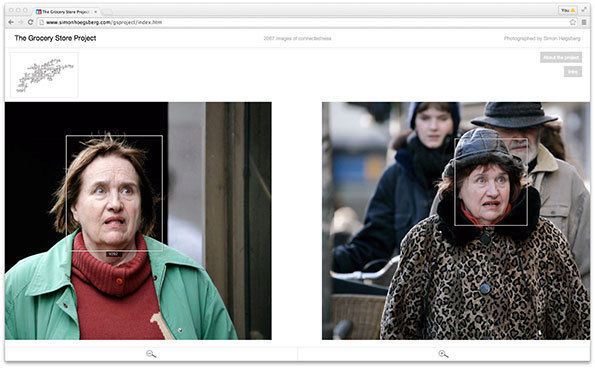 The Grocery Store Project
You
www.simonhoegsberg.com/gsproject/index.htm
The Grocery Store Project
2067 images of connectedness
Photographed by Simon Høgsberg
About the project
Intro